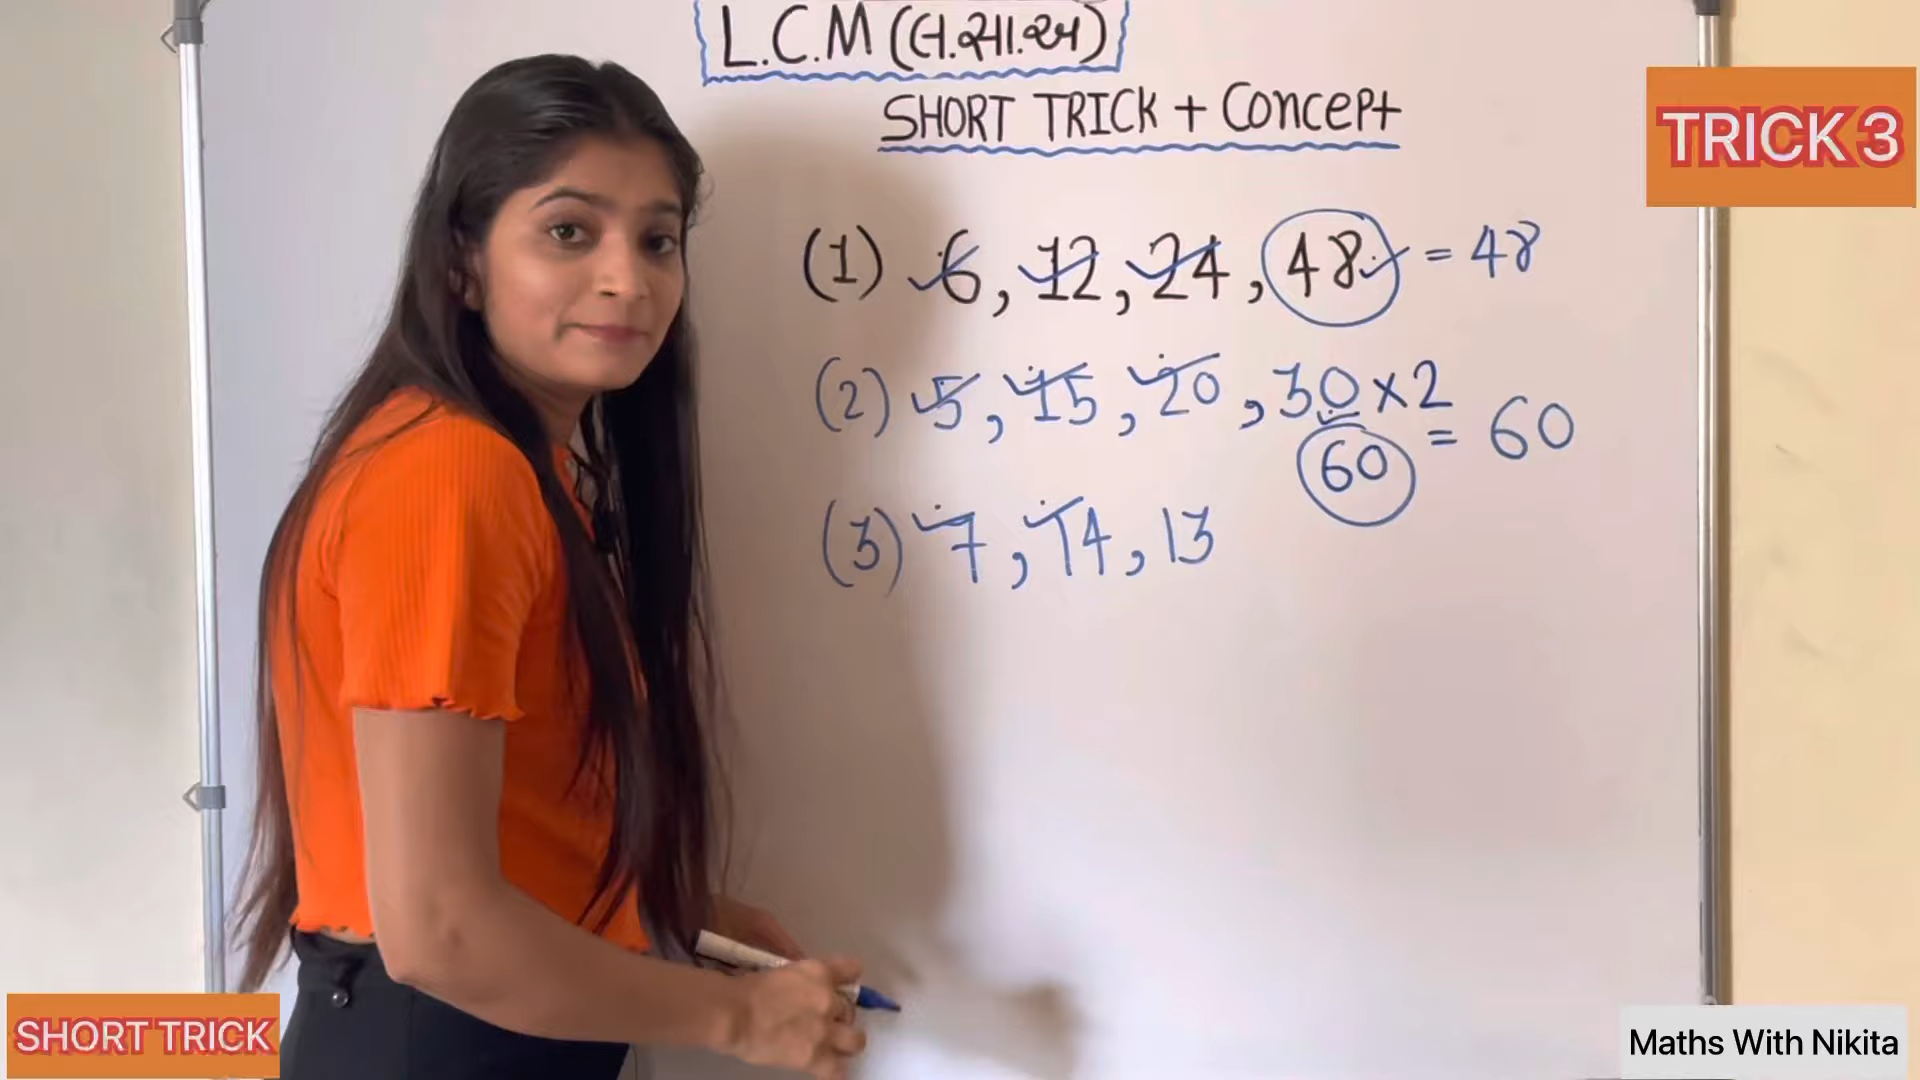 L.C.M (લ.સા.અ)
SHORT TRICK + Concept
TRICK 3
(1) 6, 12, 24, 48 = 48
(2) 5, 15, 20, 30 x 2
60 = 60
(3) 7, 14, 13
SHORT TRICK
Maths With Nikita